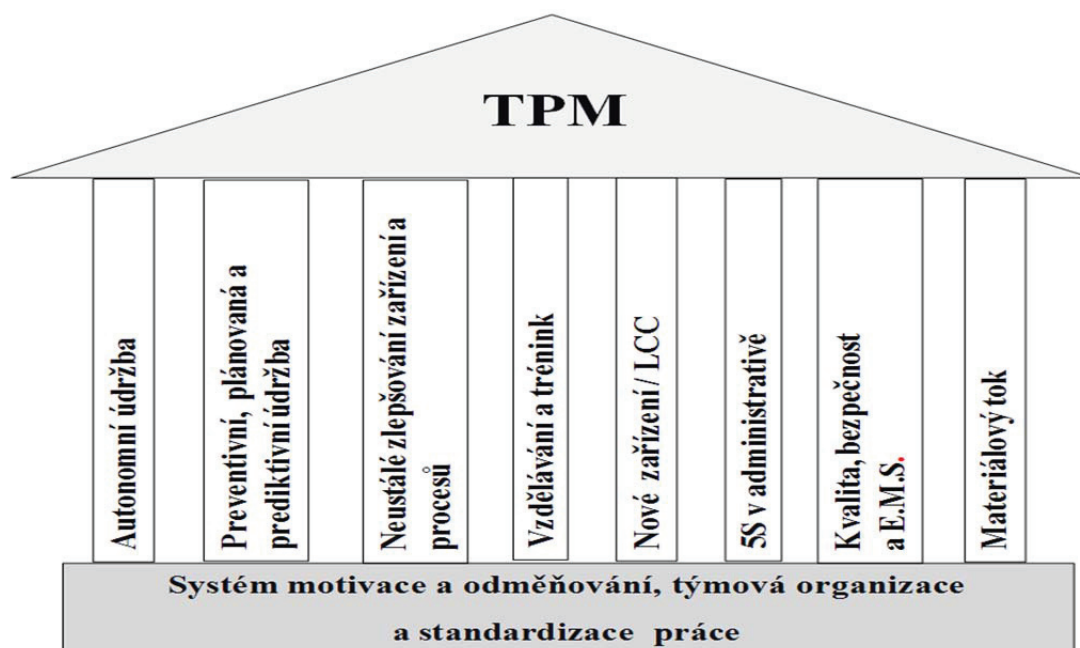 TPM
Autonomní údržba
Preventivní, plánovaná a
prediktivní údržba
Neustálé zlepšování zařízení a
procesů
Vzdělávání a trénink
Nové zařízení / LCC
5S v administrativě
Kvalita, bezpečnost
a E.M.S.
Materiálový tok
Systém motivace a odměňování, týmová organizace
a standardizace práce